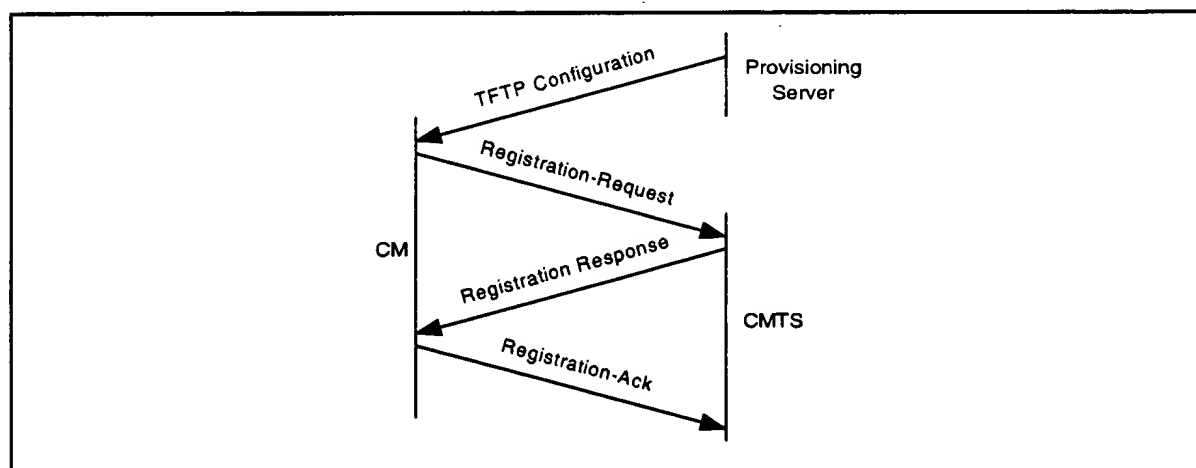 TFTP Configuration
Provisioning
Server
Registration-Request
CM
Registration Response
CMTS
Registration-Ack